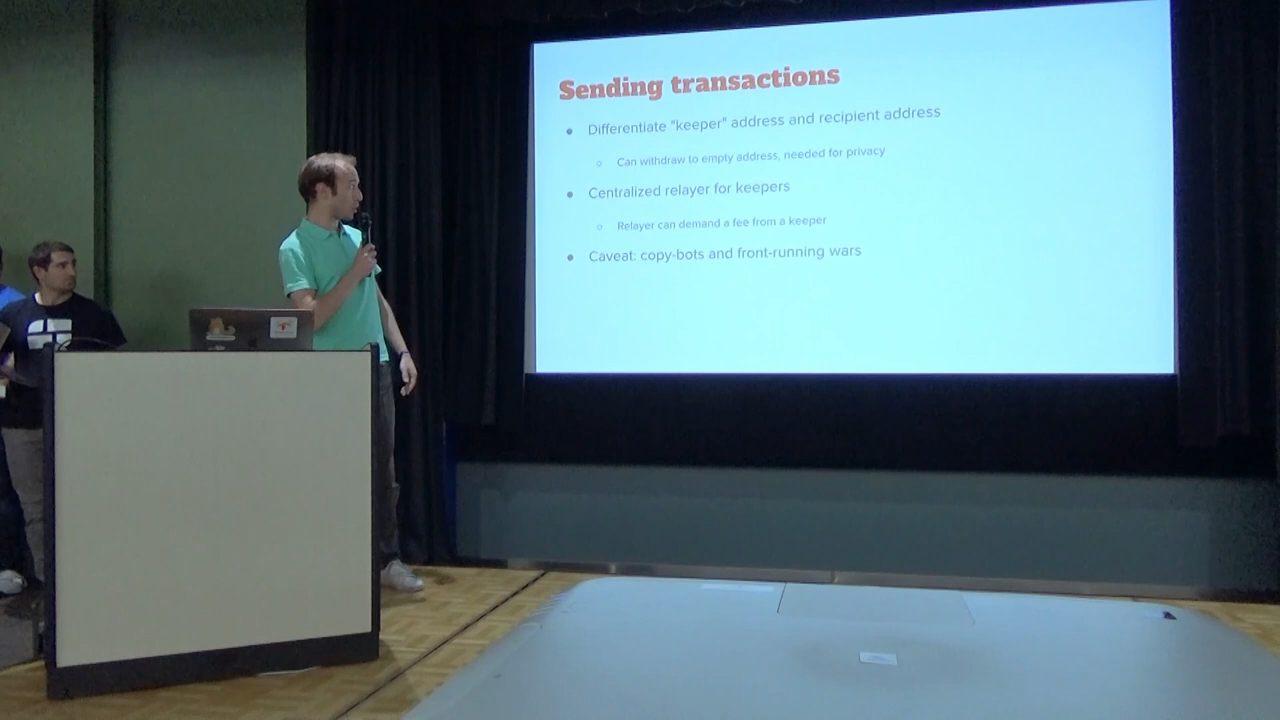 Sending transactions
Differentiate "keeper" address and recipient address
Can withdraw to empty address, needed for privacy
Centralized relayer for keepers
Relayer can demand a fee from a keeper
Caveat: copy-bots and front-running wars